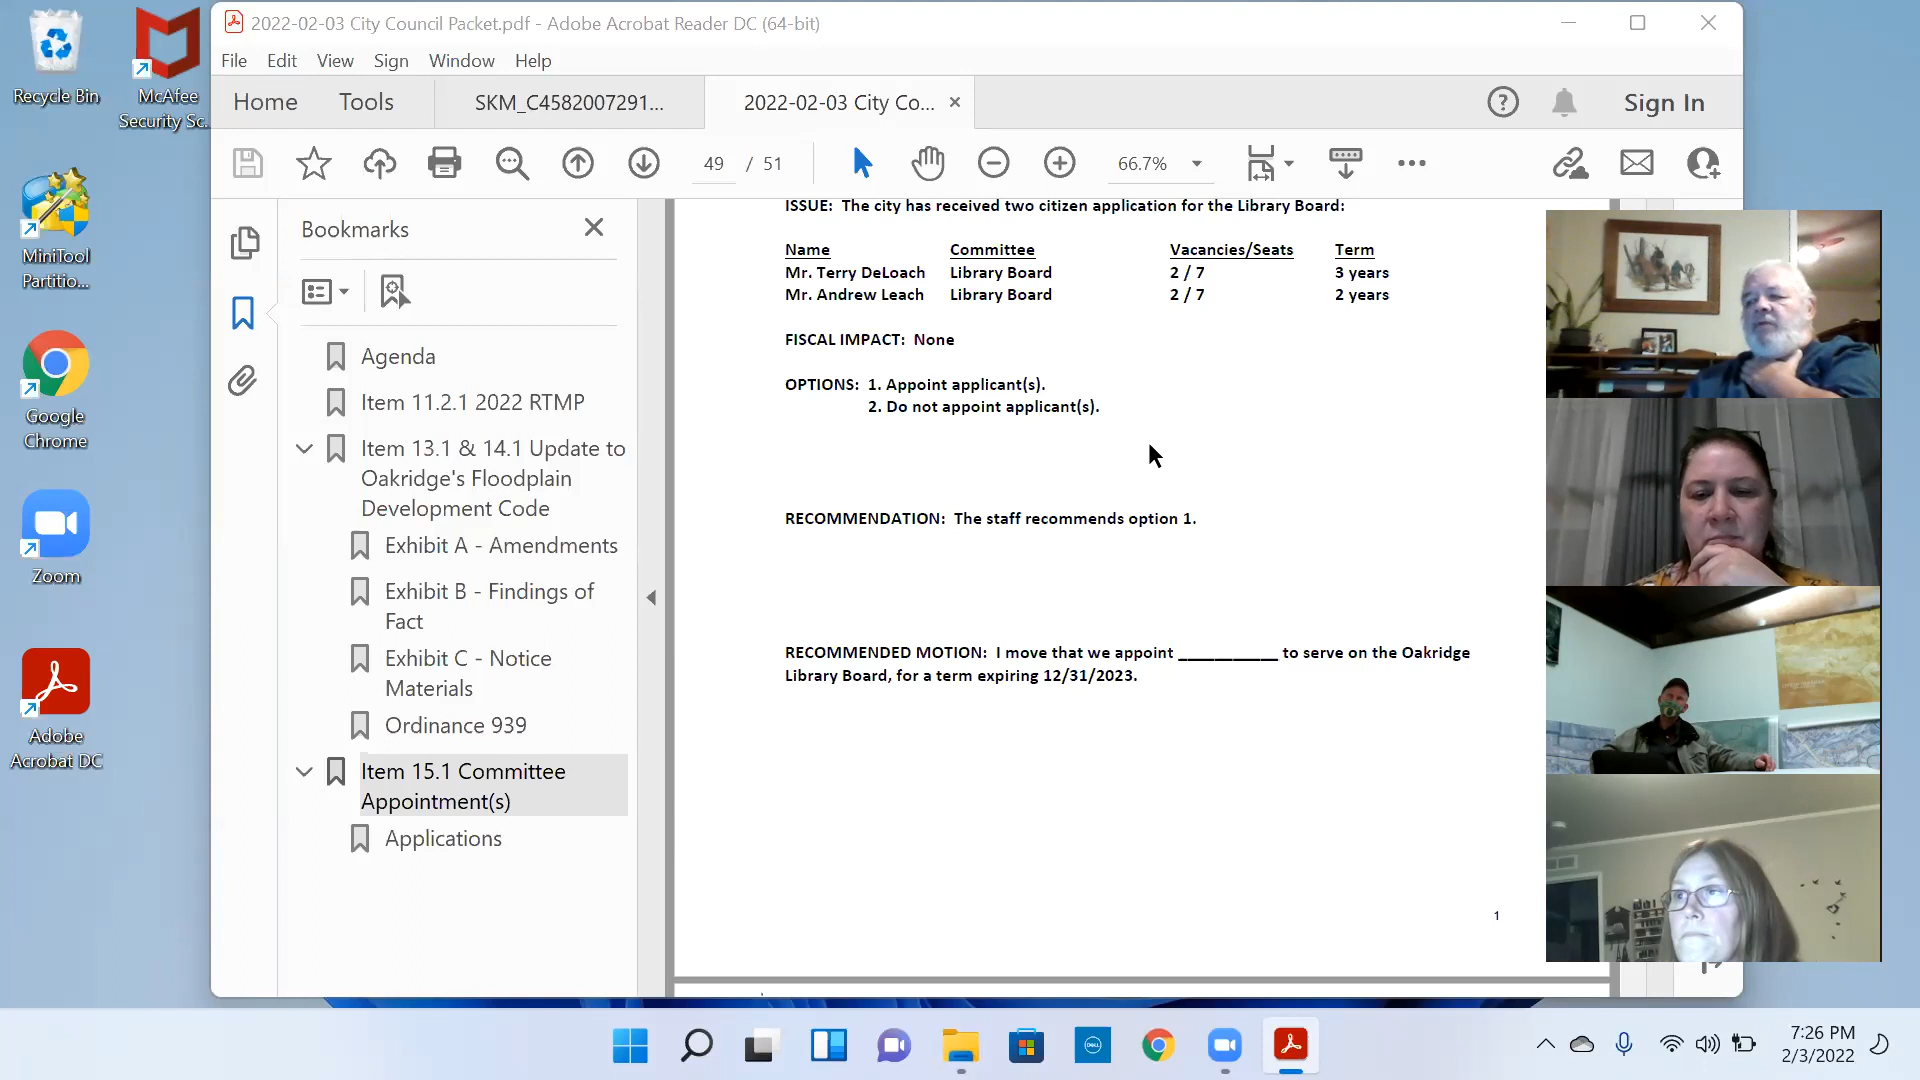 2022-02-03 City Council Packet.pdf - Adobe Acrobat Reader DC (64-bit)
File Edit View Sign Window Help
Home Tools SKM_C4582007291... 2022-02-03 City Co... Sign In
49 / 51 66.7%
Bookmarks
Agenda
Item 11.2.1 2022 RTMP
Item 13.1 & 14.1 Update to
Oakridge's Floodplain
Development Code
Exhibit A - Amendments
Exhibit B - Findings of
Fact
Exhibit C - Notice
Materials
Ordinance 939
Item 15.1 Committee
Appointment(s)
Applications
ISSUE: The city has received two citizen application for the Library Board:
Name Committee Vacancies/Seats Term
Mr. Terry DeLoach Library Board 2 / 7 3 years
Mr. Andrew Leach Library Board 2 / 7 2 years
FISCAL IMPACT: None
OPTIONS: 1. Appoint applicant(s).
2. Do not appoint applicant(s).
RECOMMENDATION: The staff recommends option 1.
RECOMMENDED MOTION: I move that we appoint ____________ to serve on the Oakridge
Library Board, for a term expiring 12/31/2023.
1
Recycle Bin
McAfee
Security Sc...
MiniTool
Partitio...
Google
Chrome
Zoom
Adobe
Acrobat DC
DELL
7:26 PM
2/3/2022